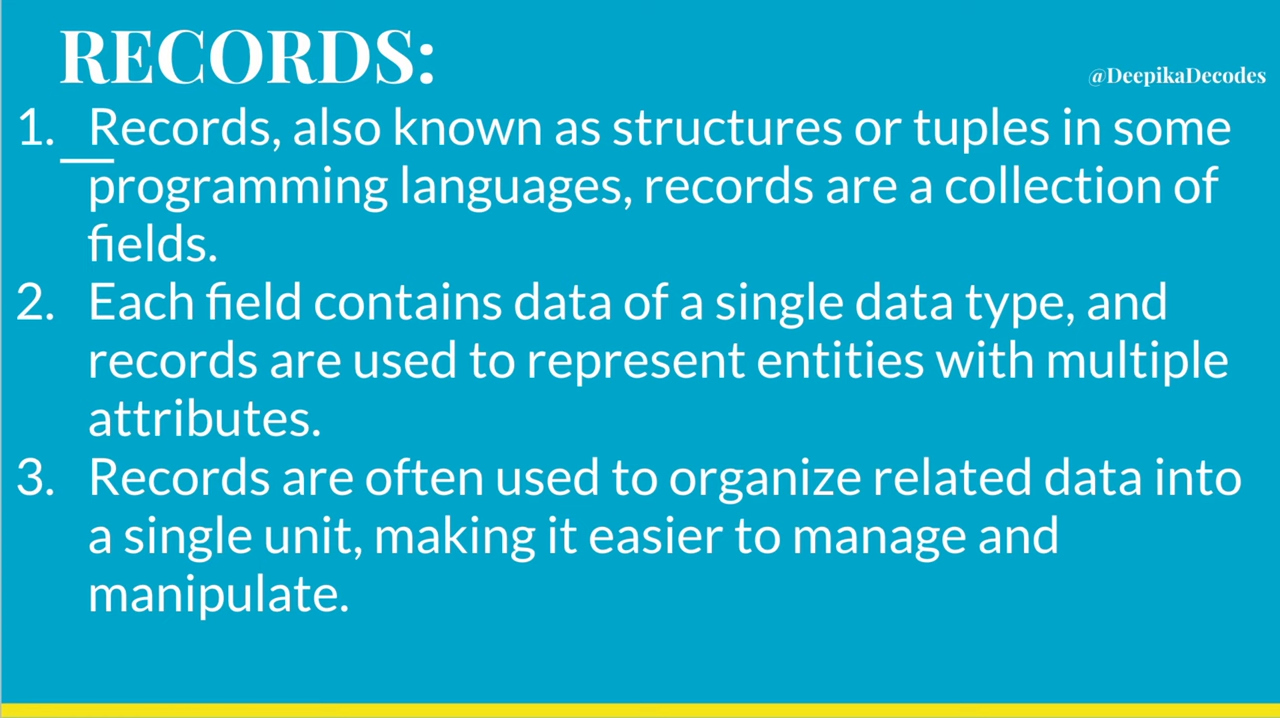 RECORDS:
@DeepikaDecodes
1. Records, also known as structures or tuples in some
programming languages, records are a collection of
fields.
2. Each field contains data of a single data type, and
records are used to represent entities with multiple
attributes.
3. Records are often used to organize related data into
a single unit, making it easier to manage and
manipulate.